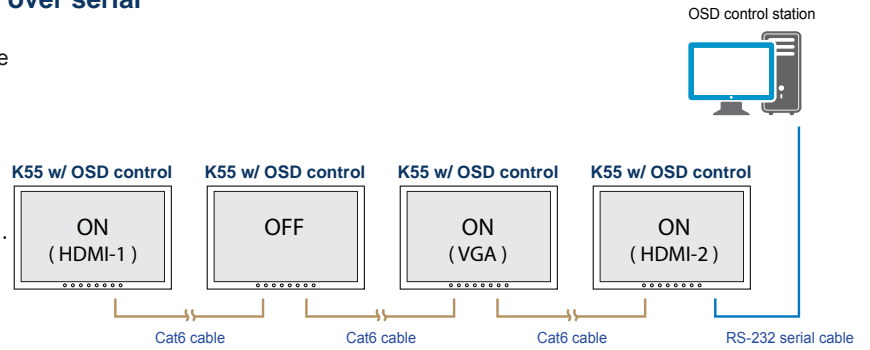 over serial
OSD control station
e
K55 w/ OSD control K55 w/ OSD control K55 w/ OSD control K55 w/ OSD control
ON OFF ON ON
( HDMI-1 ) ( VGA ) ( HDMI-2 )
.
Cat6 cable Cat6 cable Cat6 cable RS-232 serial cable